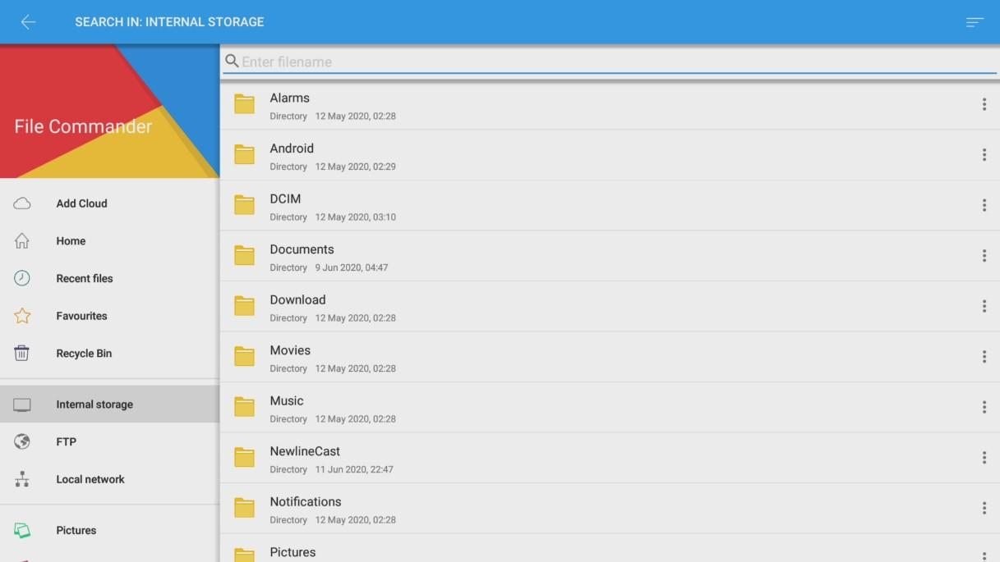 SEARCH IN: INTERNAL STORAGE
File Commander
Add Cloud
Home
Recent files
Favourites
Recycle Bin
Internal storage
FTP
Local network
Pictures
Enter filename
Alarms
Directory 12 May 2020, 02:28
Android
Directory 12 May 2020, 02:29
DCIM
Directory 12 May 2020, 03:10
Documents
Directory 9 Jun 2020, 04:47
Download
Directory 12 May 2020, 02:28
Movies
Directory 12 May 2020, 02:28
Music
Directory 12 May 2020, 02:28
NewlineCast
Directory 11 Jun 2020, 22:47
Notifications
Directory 12 May 2020, 02:28
Pictures